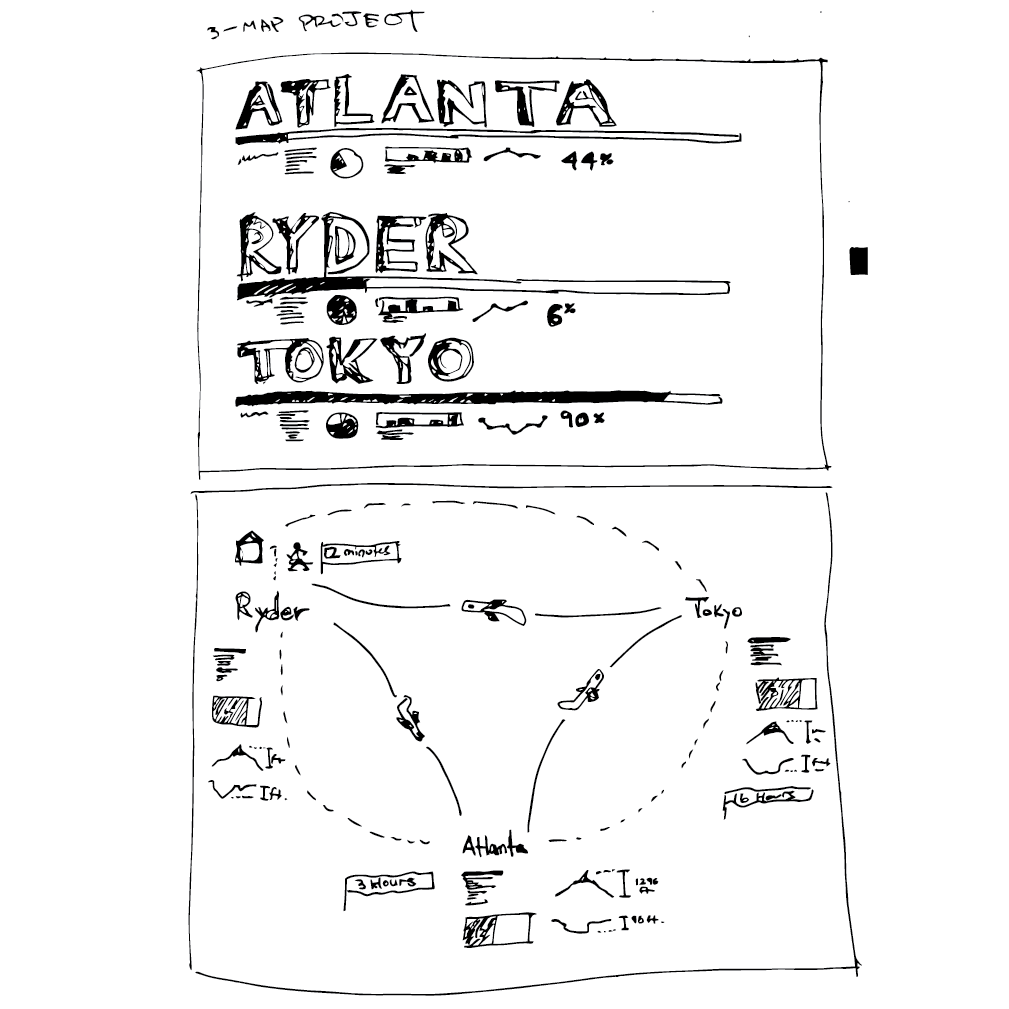 3-MAP PROJECT
ATLANTA
44%
RYDER
6%
TOKYO
90%
12 minutes
Ryder
Tokyo
ft
ft.
ft
16 Hours
Atlanta
3 Hours
1296
ft
90ft.